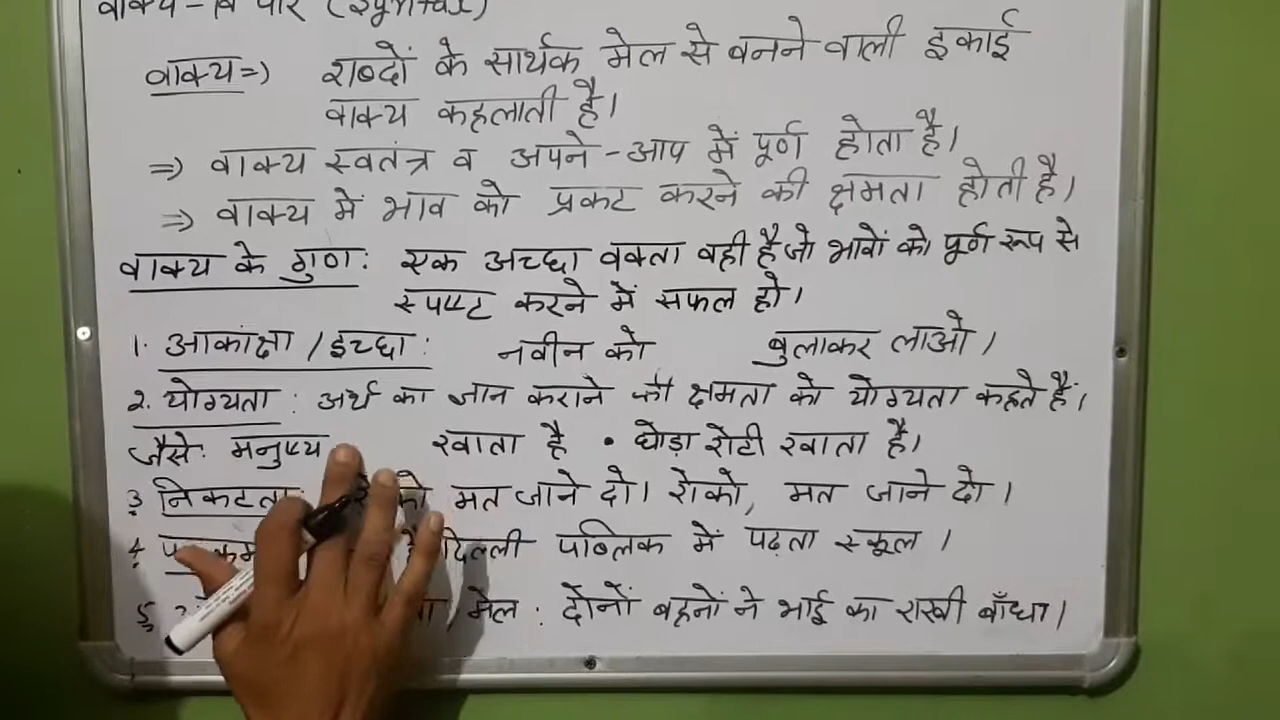 वाक्य - वि (Syntax)
वाक्य => शब्दों के सार्थक मेल से बनने वाली इकाई
वाक्य कहलाती है।
=> वाक्य स्वतंत्र व अपने-आप में पूर्ण होता है।
=> वाक्य में भाव को प्रकट करने की क्षमता होती है।
वाक्य के गुण: एक अच्छा वक्ता वही है जो भावों को पूर्ण रूप से
स्पष्ट करने में सफल हो।
1. आकांक्षा / इच्छा: नवीन को बुलाकर लाओ।
2. योग्यता: अर्थ का ज्ञान कराने की क्षमता को योग्यता कहते हैं।
जैसे: मनुष्य खाता है • घोड़ा रोटी खाता है।
3 निकटता मत जाने दो। रोको, मत जाने दो।
4 है दिल्ली पब्लिक में पढ़ता स्कूल।
5 मेल: दोनों बहनों ने भाई का राखी बाँधा।